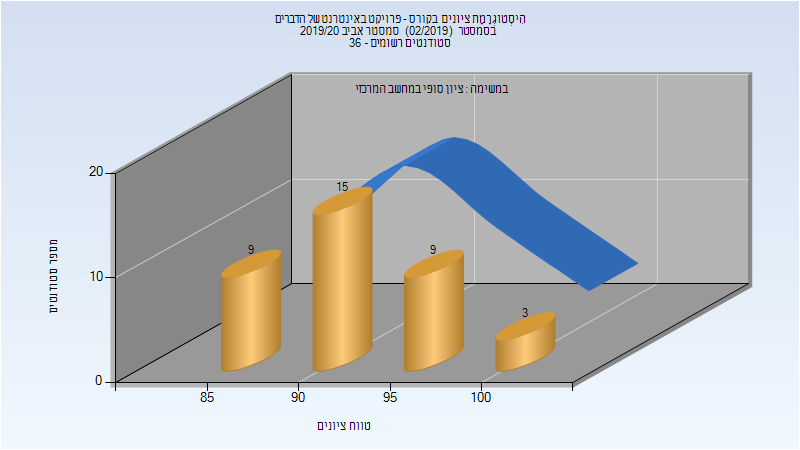 היסטוגרמת ציונים בקורס - פרויקט באינטרנט של הדברים
בסמסטר (02/2019) סמסטר אביב 2019/20
סטודנטים רשומים - 36
במשימה : ציון סופי במחשב המרכזי
20
15
9
9
10
3
0
85
90
95
100
מספר סטודנטים
טווח ציונים